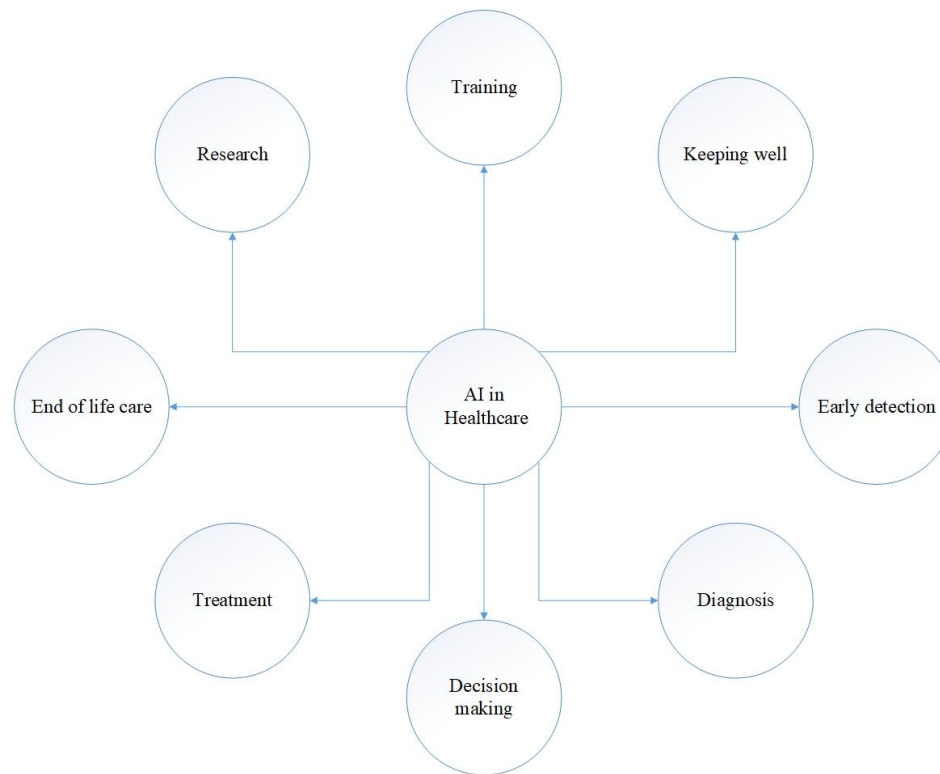 Training
Research
Keeping well
End of life care
AI in
Healthcare
Early detection
Treatment
Diagnosis
Decision
making